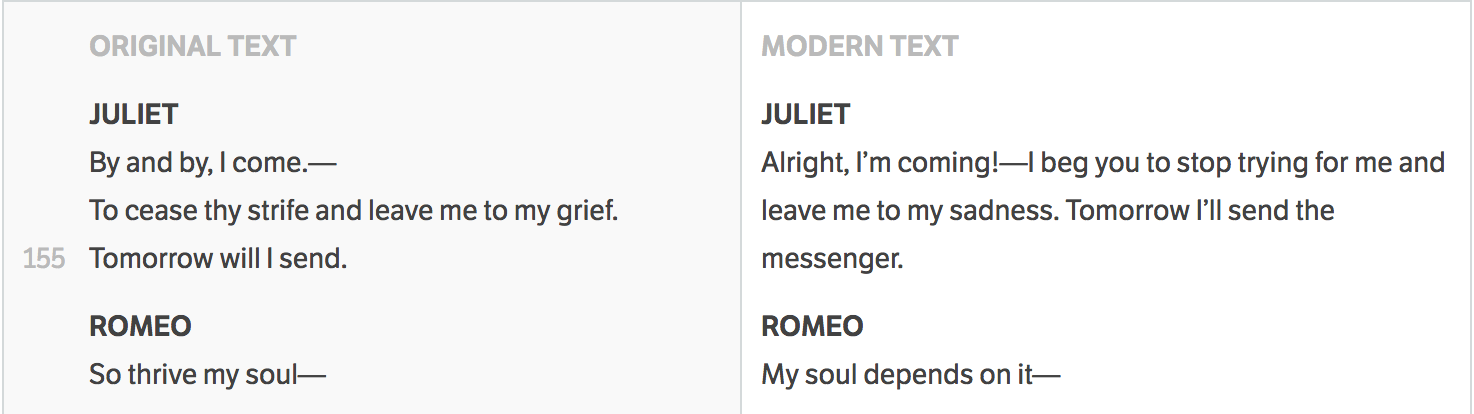 ORIGINAL TEXT
JULIET
By and by, I come.—
To cease thy strife and leave me to my grief.
155 Tomorrow will I send.
ROMEO
So thrive my soul—
MODERN TEXT
JULIET
Alright, I’m coming!—I beg you to stop trying for me and
leave me to my sadness. Tomorrow I’ll send the
messenger.
ROMEO
My soul depends on it—